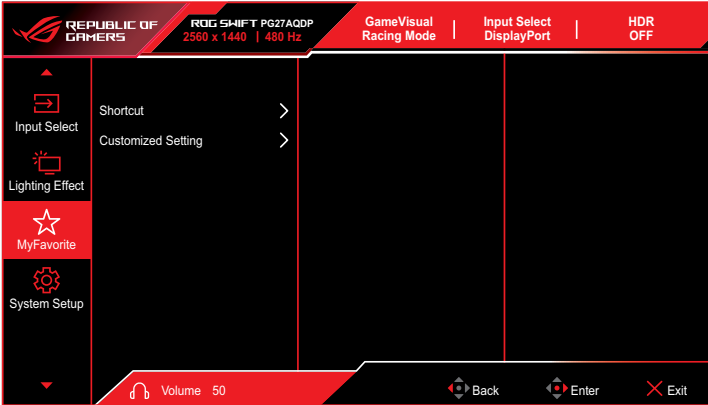 REPUBLIC OF
GAMERS
ROG SWIFT PG27AQDP
2560 x 1440 | 480 Hz
GameVisual
Racing Mode
Input Select
DisplayPort
HDR
OFF
Input Select
Lighting Effect
MyFavorite
System Setup
Shortcut
Customized Setting
Volume 50
Back
Enter
Exit